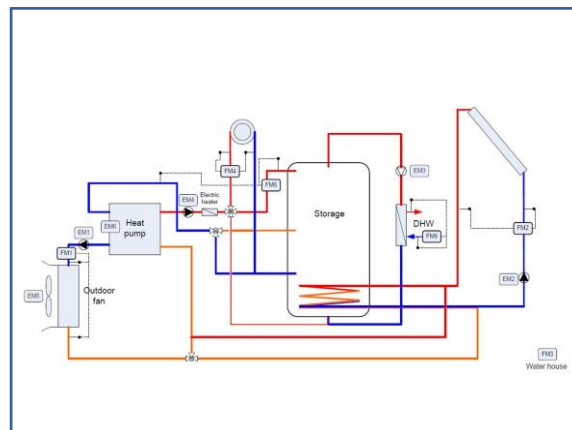 FM4
FM5
EM3
EM4
Electric
heater
Storage
Heat
pump
EM6
DHW
FM6
FM2
EM1
FM1
EM2
EM5
Outdoor
fan
FM3
Water house